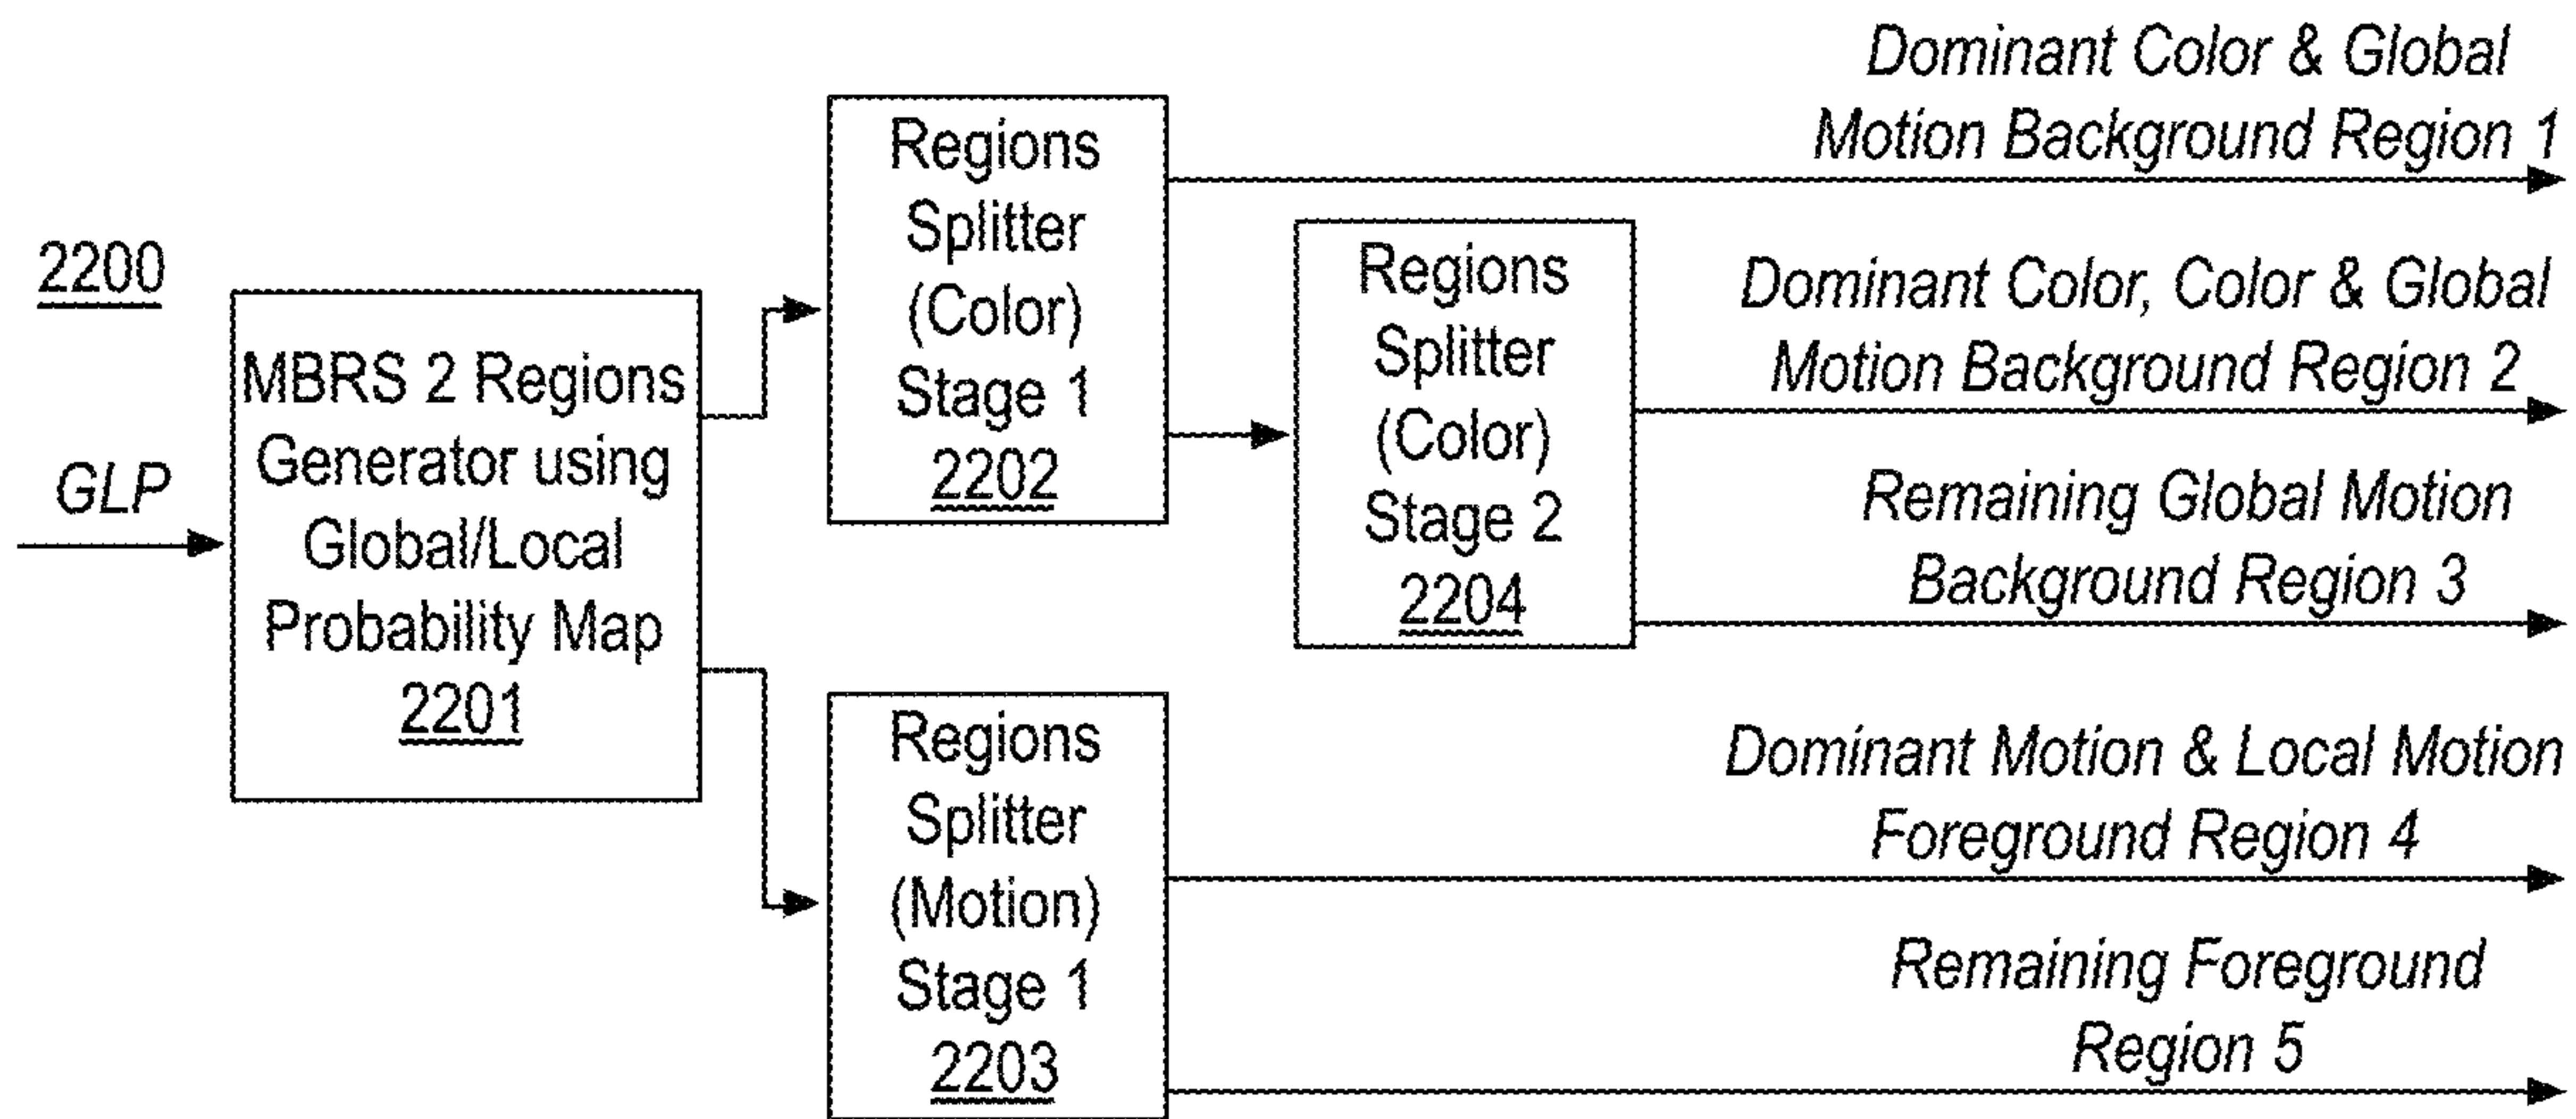 2200
GLP
MBRS 2 Regions
Generator using
Global/Local
Probability Map
2201
Regions
Splitter
(Color)
Stage 1
2202
Regions
Splitter
(Color)
Stage 2
2204
Regions
Splitter
(Motion)
Stage 1
2203
Dominant Color & Global
Motion Background Region 1
Dominant Color, Color & Global
Motion Background Region 2
Remaining Global Motion
Background Region 3
Dominant Motion & Local Motion
Foreground Region 4
Remaining Foreground
Region 5